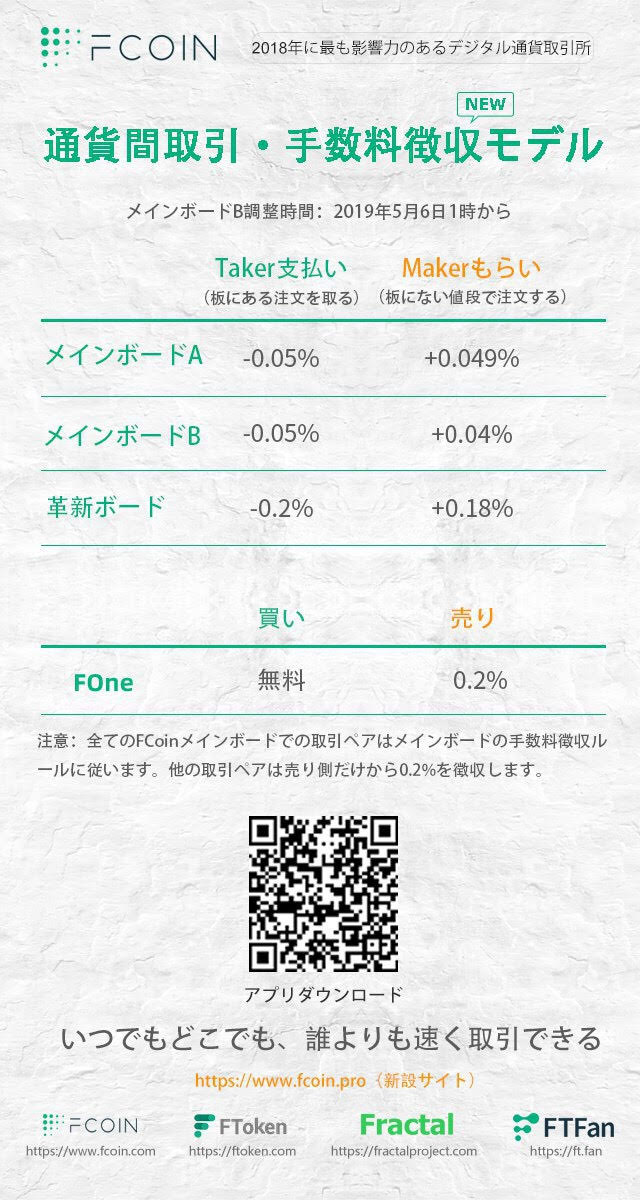 FCOIN
2018年に最も影響力のあるデジタル通貨取引所
NEW
通貨間取引・手数料徴収モデル
メインボードB調整時間：2019年5月6日1時から
Taker支払い Makerもらい
（板にある注文を取る）（板にない値段で注文する）
メインボードA -0.05% +0.049%
メインボードB -0.05% +0.04%
革新ボード -0.2% +0.18%
買い 売り
FOne 無料 0.2%
注意：全てのFCoinメインボードでの取引ペアはメインボードの手数料徴収ル
ールに従います。他の取引ペアは売り側だけから0.2%を徴収します。
アプリダウンロード
いつでもどこでも、誰よりも速く取引できる
https://www.fcoin.pro（新設サイト）
FCOIN FToken Fractal FTFan
https://www.fcoin.com https://ftoken.com https://fractalproject.com https://ft.fan